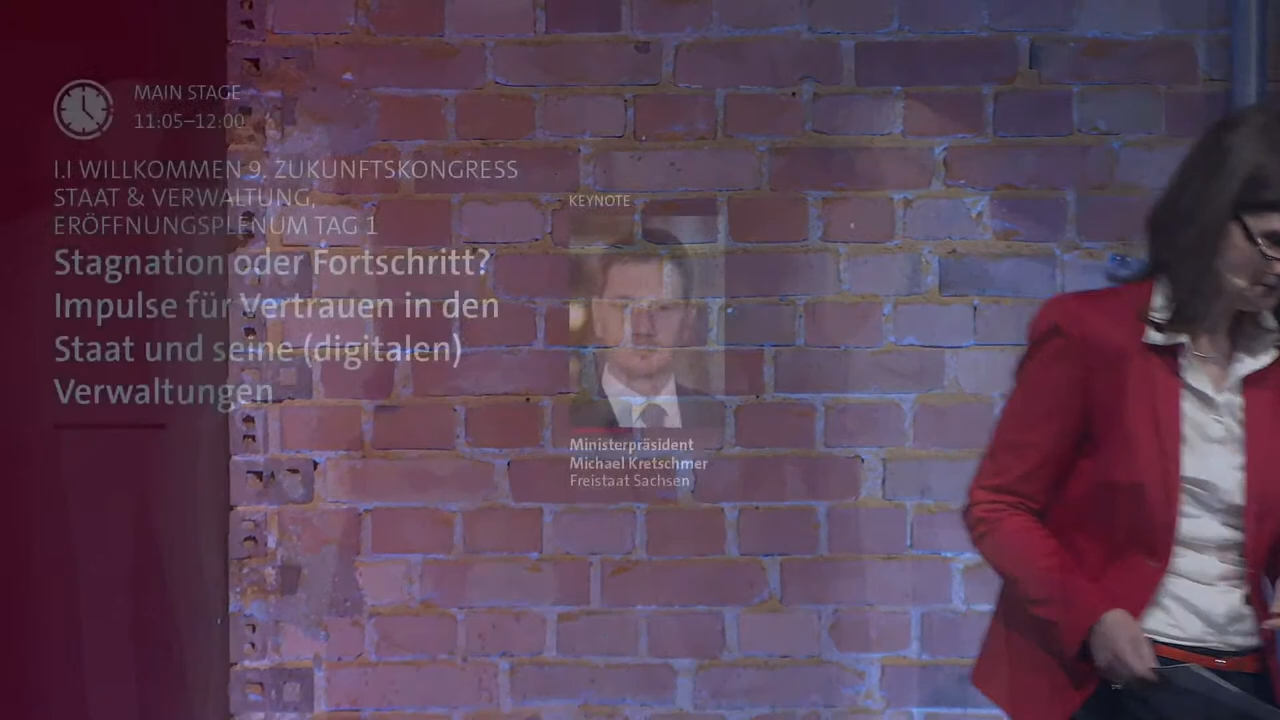 MAIN STAGE
11:05–12:00
I.I WILLKOMMEN 9. ZUKUNFTSKONGRESS
STAAT & VERWALTUNG,
ERÖFFNUNGSPLENUM TAG 1
Stagnation oder Fortschritt?
Impulse für Vertrauen in den
Staat und seine (digitalen)
Verwaltungen
KEYNOTE
Ministerpräsident
Michael Kretschmer
Freistaat Sachsen